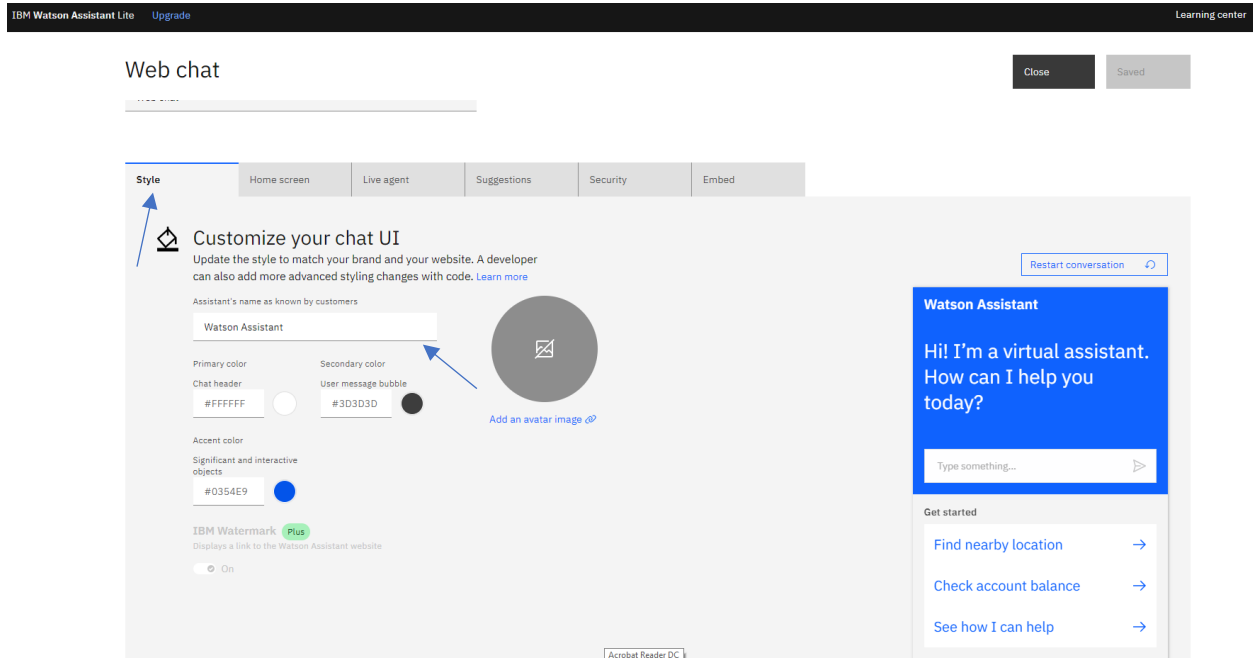 IBM Watson Assistant Lite Upgrade Learning center
Web chat
Close
Saved
Style Home screen Live agent Suggestions Security Embed
Customize your chat UI
Update the style to match your brand and your website. A developer
can also add more advanced styling changes with code. Learn more
Assistant's name as known by customers
Watson Assistant
Primary color Secondary color
Chat header User message bubble
#FFFFFF #3D3D3D
Add an avatar image
Accent color
Significant and interactive
objects
#0354E9
IBM Watermark Plus
Displays a link to the Watson Assistant website
On
Restart conversation
Watson Assistant
Hi! I'm a virtual assistant.
How can I help you
today?
Type something...
Get started
Find nearby location
Check account balance
See how I can help
Acrobat Reader DC